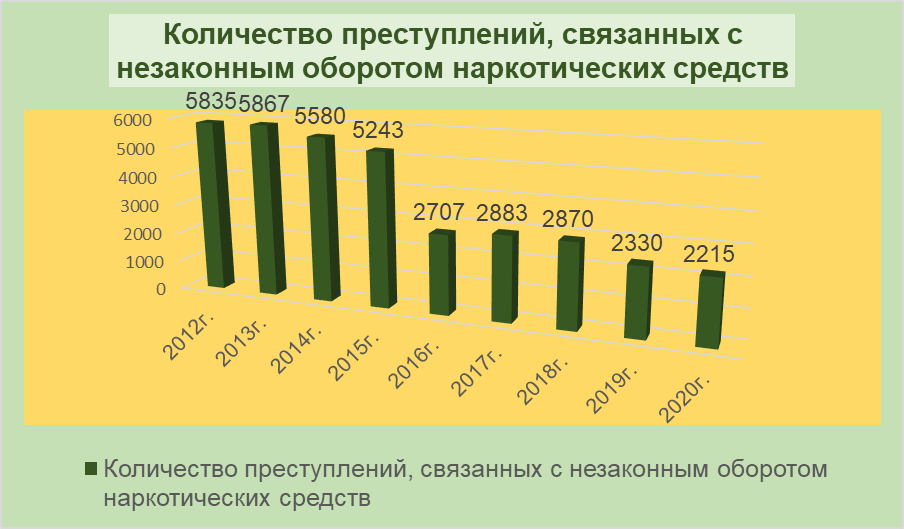 Количество преступлений, связанных с
незаконным оборотом наркотических средств
5835 5867 5580 5243 2707 2883 2870 2330 2215
6000
5000
4000
3000
2000
1000
0
2012г. 2013г. 2014г. 2015г. 2016г. 2017г. 2018г. 2019г. 2020г.
Количество преступлений, связанных с незаконным оборотом
наркотических средств